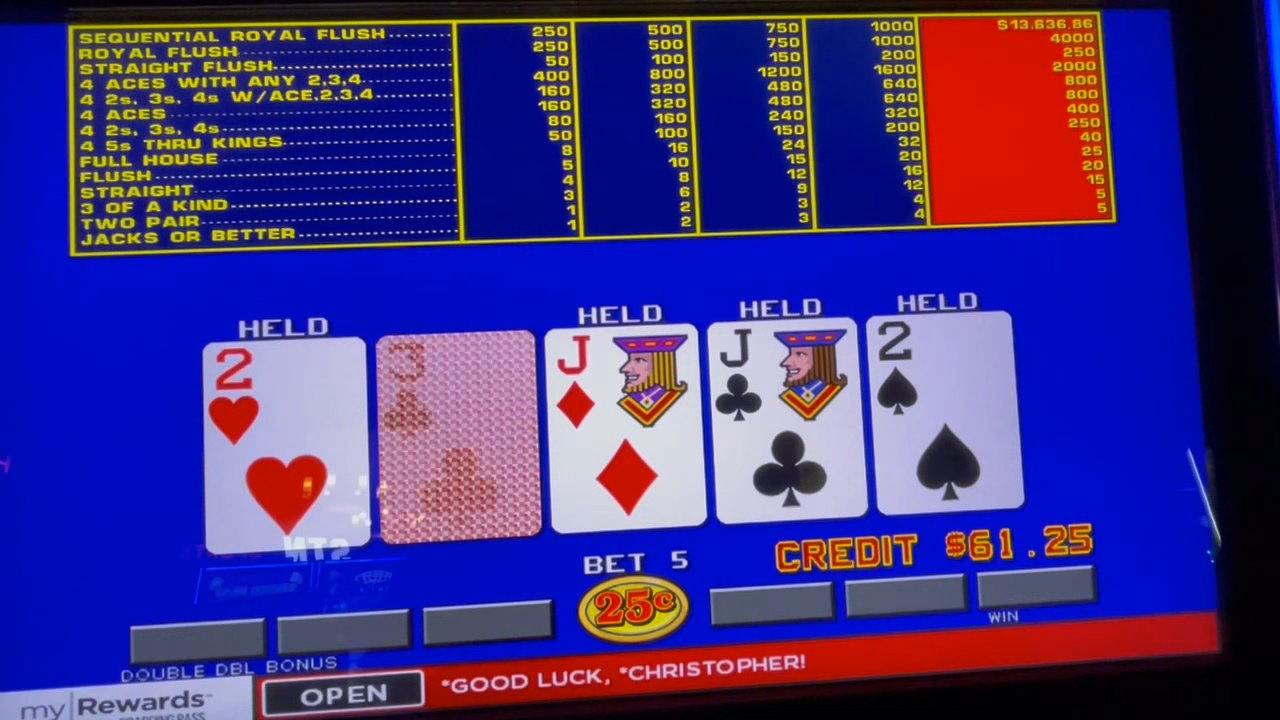 SEQUENTIAL ROYAL FLUSH 250 500 750 1000 $13,636.86
ROYAL FLUSH 250 500 750 1000 4000
STRAIGHT FLUSH 50 100 150 200 250
4 ACES WITH ANY 2,3,4 400 800 1200 1600 2000
4 2s, 3s, 4s W/ACE,2,3,4 160 320 480 640 800
4 ACES 160 320 480 640 800
4 2s, 3s, 4s 80 160 240 320 400
4 5s THRU KINGS 50 100 150 200 250
FULL HOUSE 8 16 24 32 40
FLUSH 5 10 15 20 25
STRAIGHT 4 8 12 16 20
3 OF A KIND 3 6 9 12 15
TWO PAIR 1 2 3 4 5
JACKS OR BETTER 1 2 3 4 5
HELD HELD HELD HELD
2 3 J J 2
BET 5 CREDIT $61.25
25¢
WIN
DOUBLE DBL BONUS
my|Rewards OPEN *GOOD LUCK, *CHRISTOPHER!